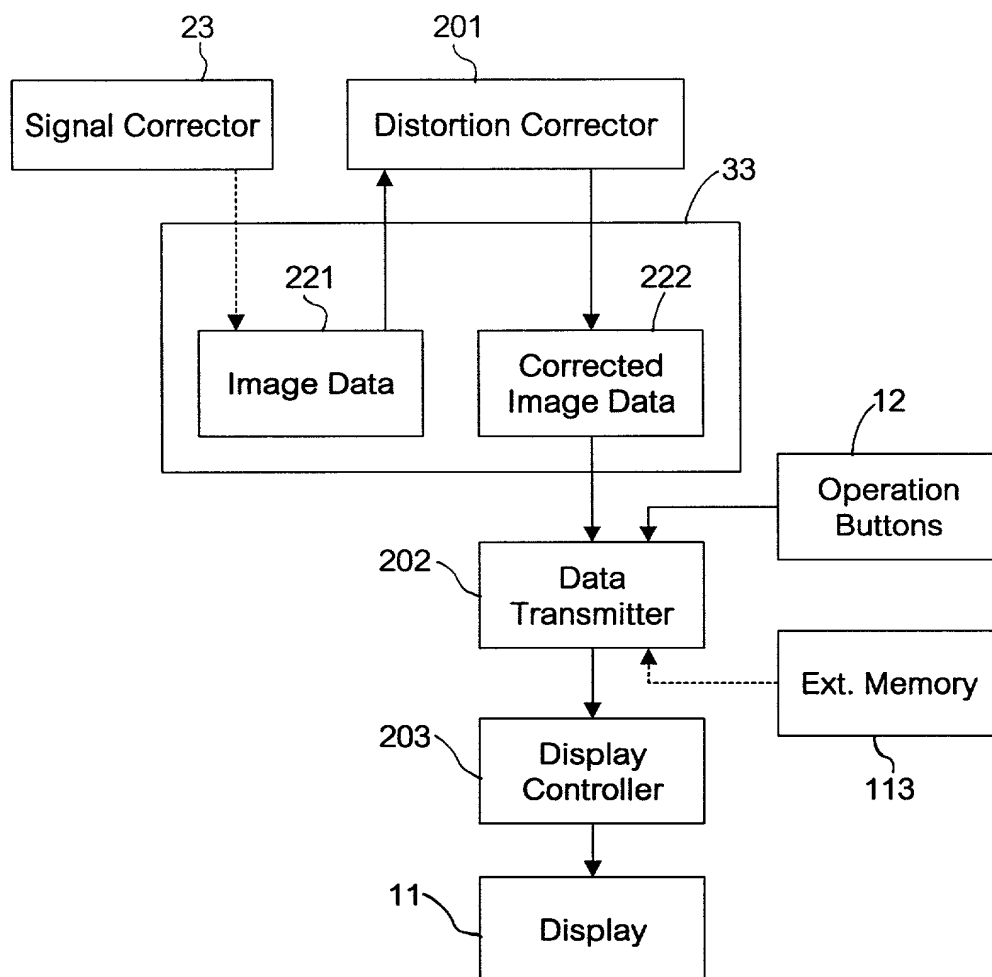 23
201
Signal Corrector
Distortion Corrector
33
221
222
Image Data
Corrected
Image Data
12
Operation
Buttons
202
Data
Transmitter
Ext. Memory
203
Display
Controller
113
11
Display